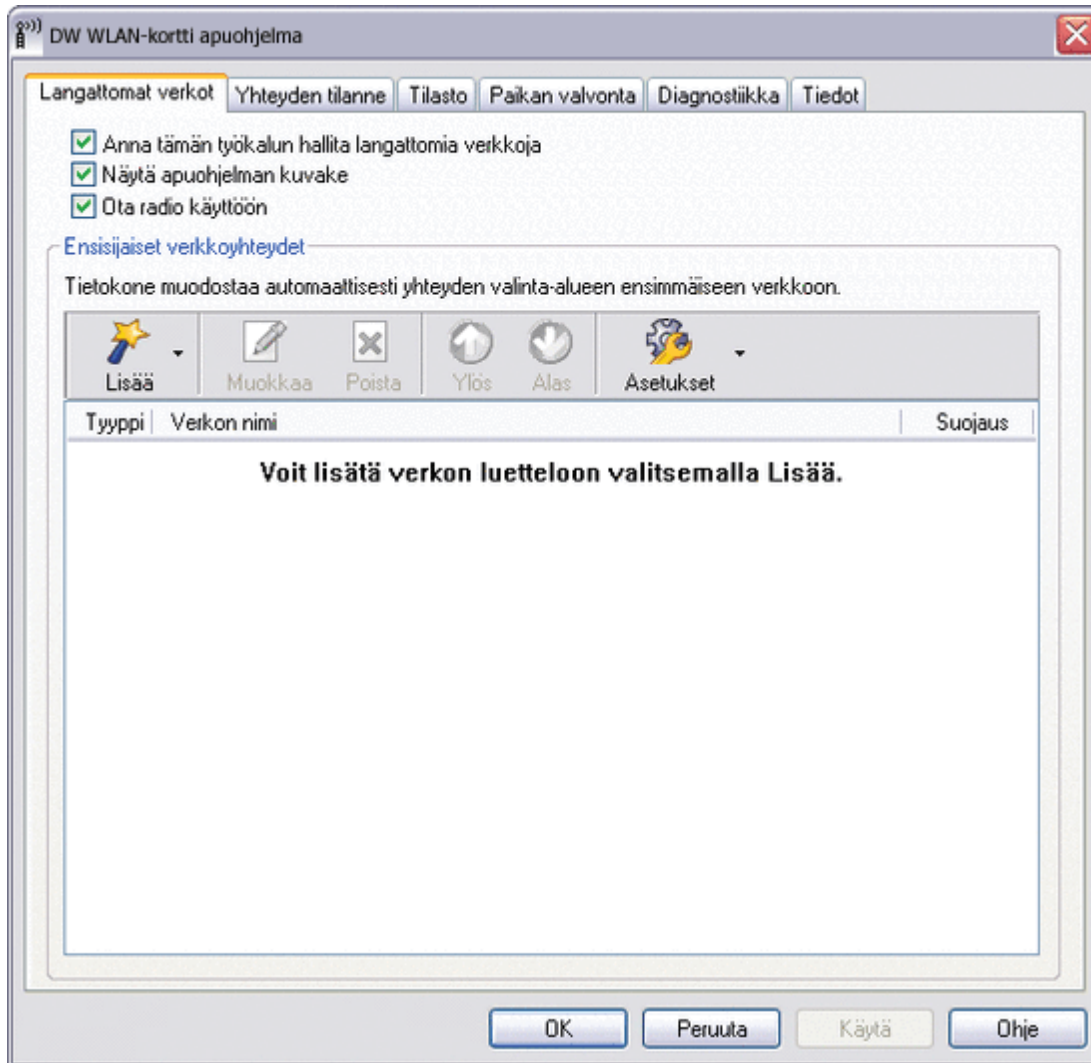 DW WLAN-kortti apuohjelma
Langattomat verkot Yhteyden tilanne Tilasto Paikan valvonta Diagnostiikka Tiedot
Anna tämän työkalun hallita langattomia verkkoja
Näytä apuohjelman kuvake
Ota radio käyttöön
Ensisijaiset verkkoyhteydet
Tietokone muodostaa automaattisesti yhteyden valinta-alueen ensimmäiseen verkkoon.
Lisää Muokkaa Poista Ylös Alas Asetukset
Tyyppi Verkon nimi Suojaus
Voit lisätä verkon luetteloon valitsemalla Lisää.
OK Peruuta Käytä Ohje